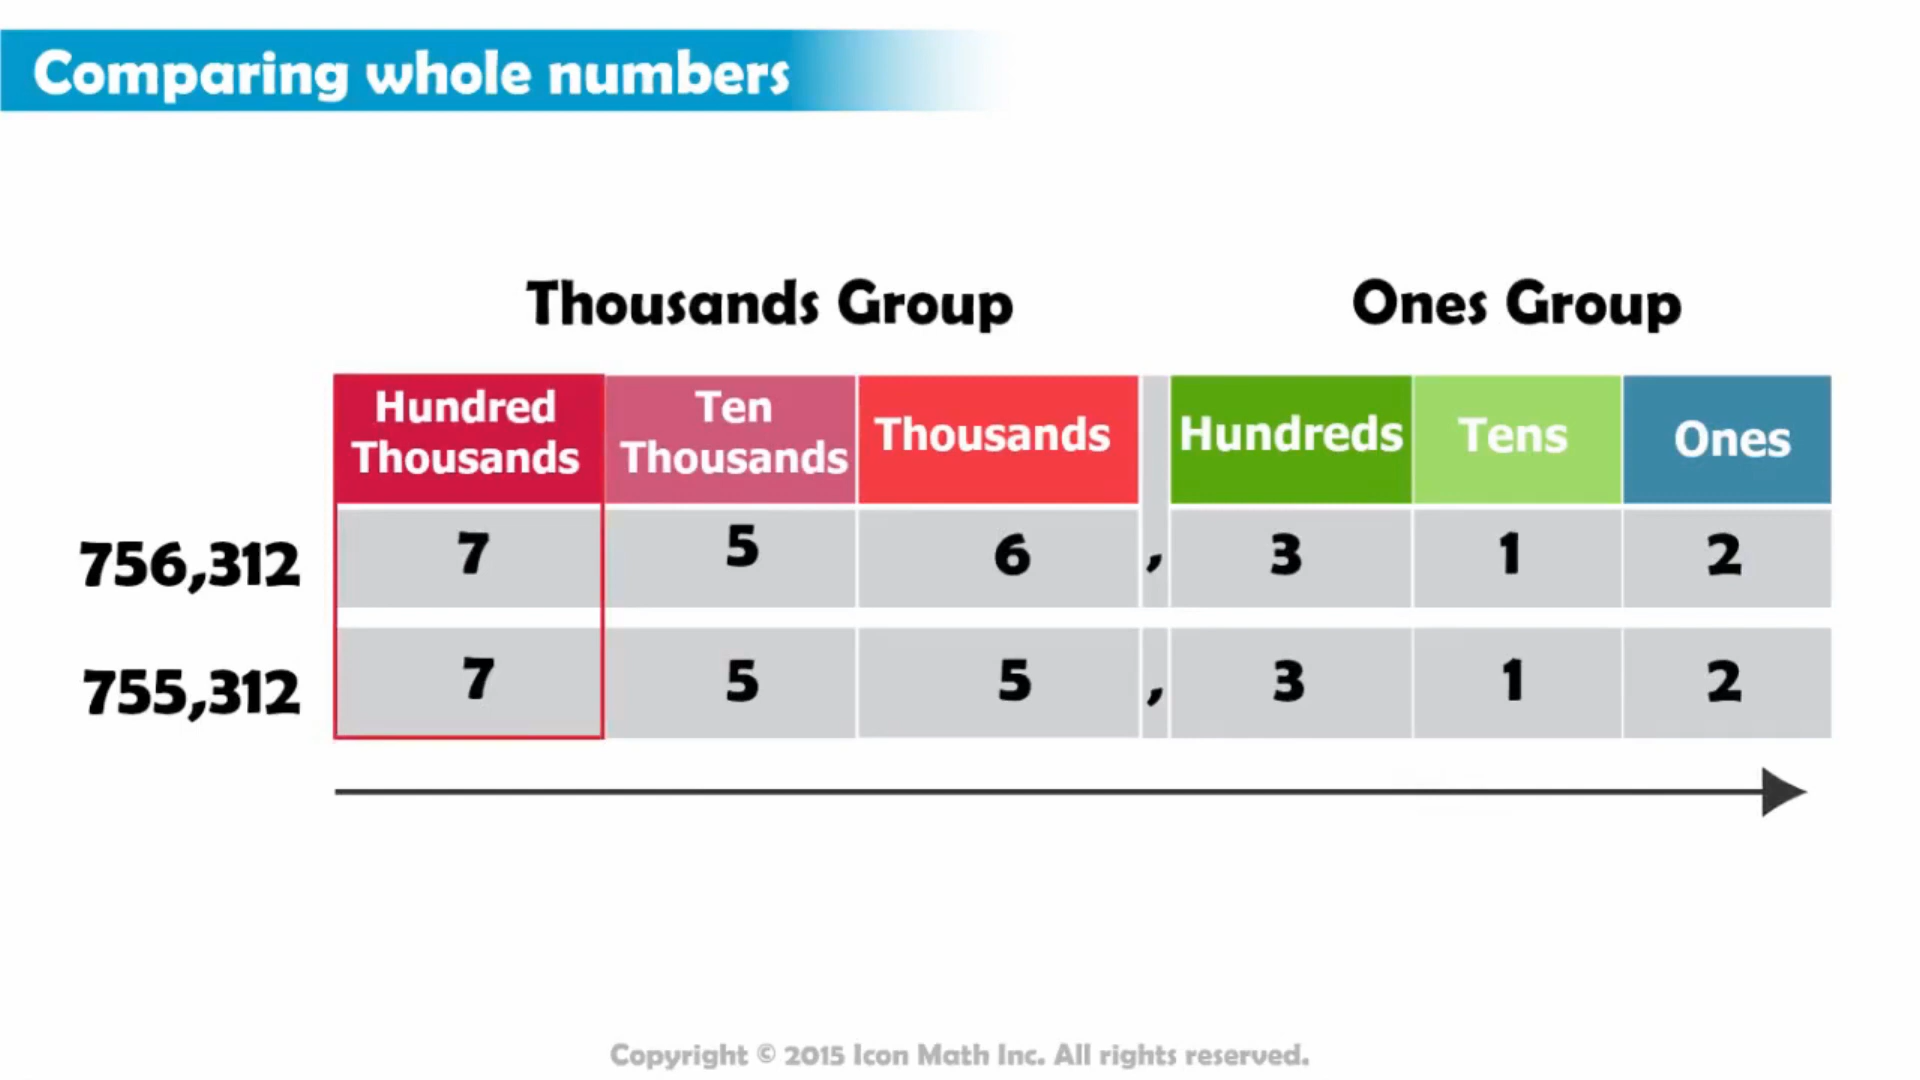 Comparing whole numbers
Thousands Group Ones Group
Hundred Thousands Ten Thousands Thousands Hundreds Tens Ones
756,312 7 5 6 , 3 1 2
755,312 7 5 5 , 3 1 2
Copyright © 2015 Icon Math Inc. All rights reserved.